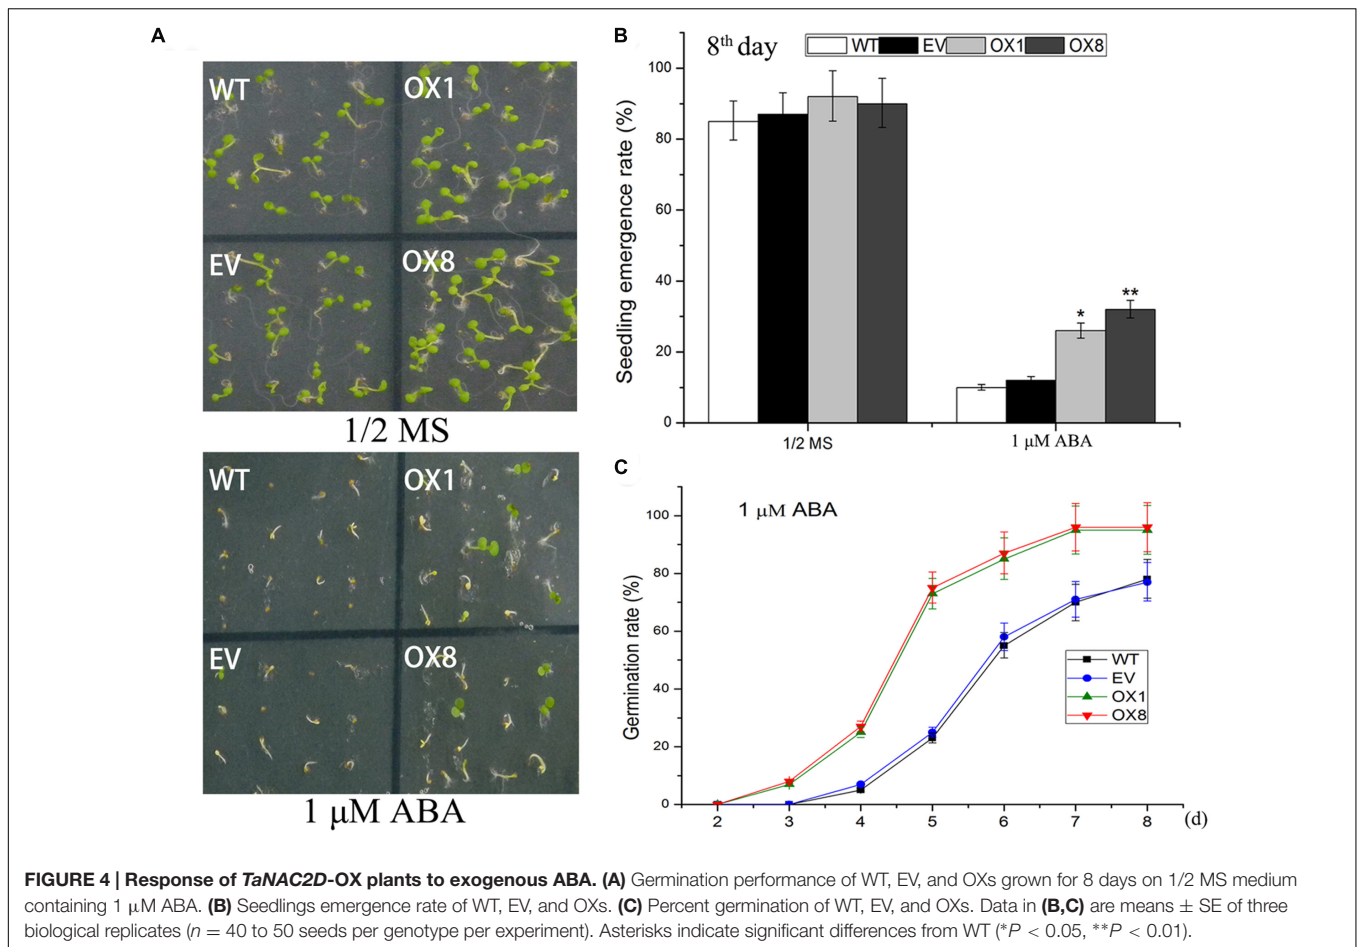 A
WT
OX1
EV
OX8
1/2 MS
WT
OX1
EV
OX8
1 μM ABA
B
8th day
WT EV OX1 OX8
Seedling emergence rate (%)
100
80
60
40
20
0
* **
1/2 MS 1 μM ABA
C
1 μM ABA
Germination rate (%)
100
80
60
40
20
0
WT
EV
OX1
OX8
2 3 4 5 6 7 8 (d)
FIGURE 4 | Response of TaNAC2D-OX plants to exogenous ABA. (A) Germination performance of WT, EV, and OXs grown for 8 days on 1/2 MS medium
containing 1 μM ABA. (B) Seedlings emergence rate of WT, EV, and OXs. (C) Percent germination of WT, EV, and OXs. Data in (B,C) are means ± SE of three
biological replicates (n = 40 to 50 seeds per genotype per experiment). Asterisks indicate significant differences from WT (*P < 0.05, **P < 0.01).